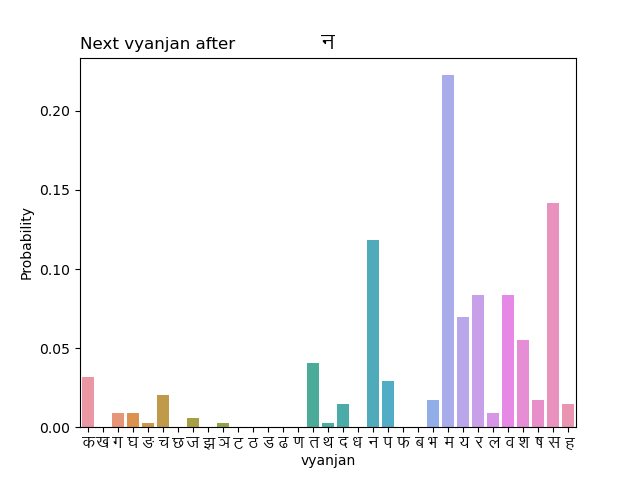 Next vyanjan after न
0.20
0.15
0.10
0.05
0.00
Probability
क ख ग घ ङ च छ ज झ ञ ट ठ ड ढ ण त थ द ध न प फ ब भ म य र ल व श ष स ह
vyanjan